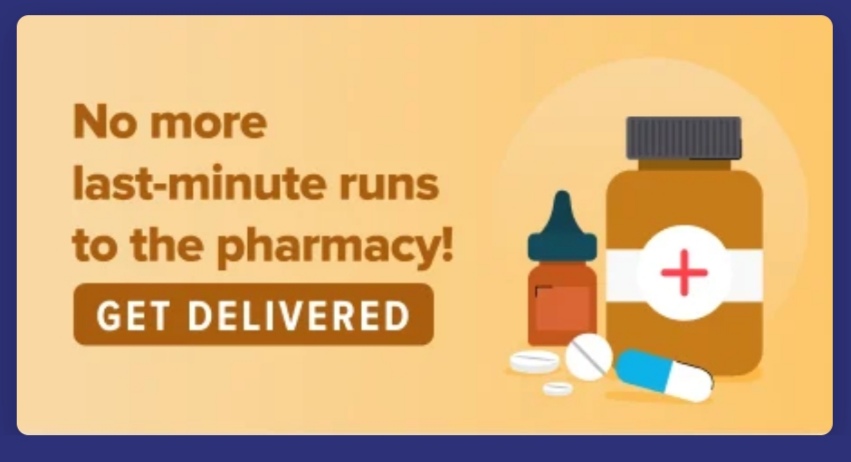 No more
last-minute runs
to the pharmacy!
GET DELIVERED